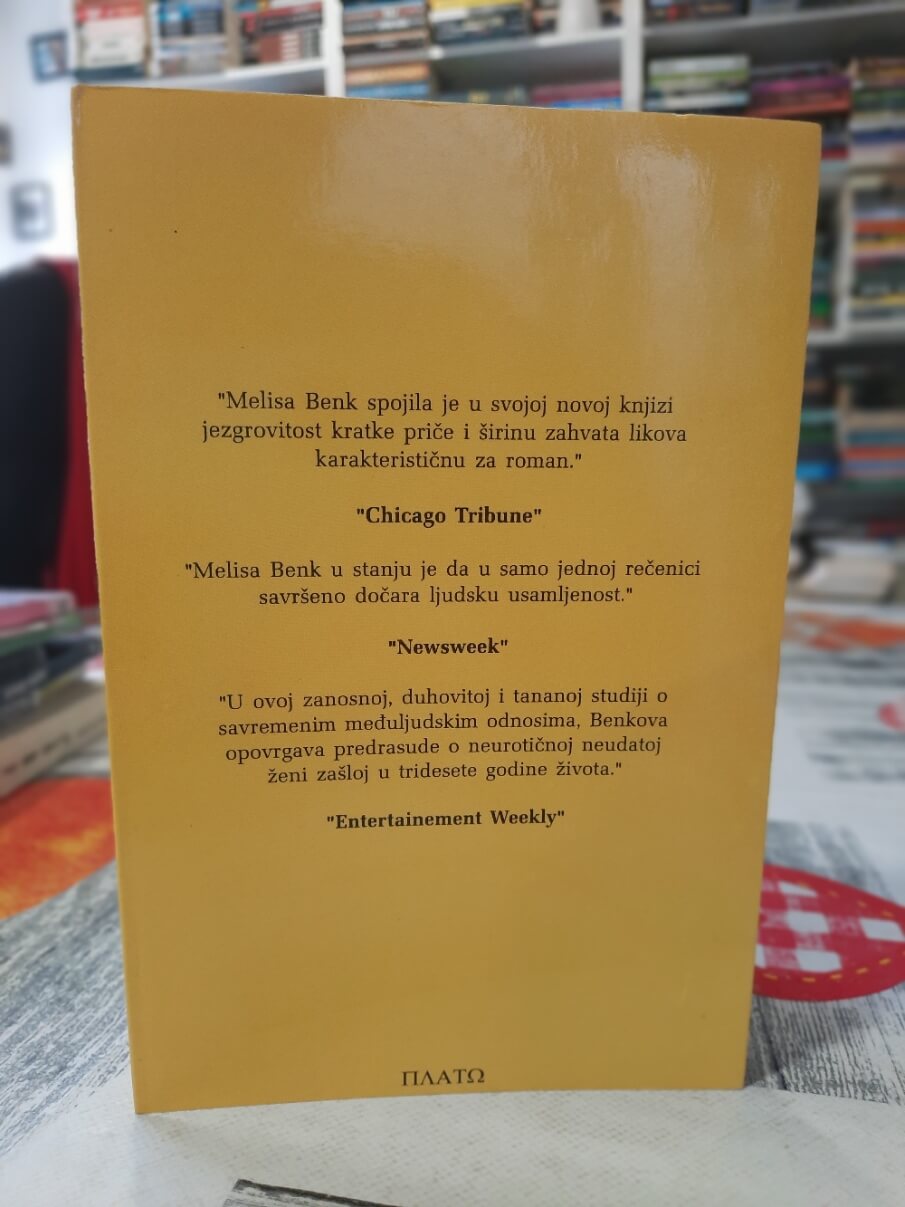 "Melisa Benk spojila je u svojoj novoj knjizi
jezgrovitost kratke priče i širinu zahvata likova
karakterističnu za roman."
"Chicago Tribune"
"Melisa Benk u stanju je da u samo jednoj rečenici
savršeno dočara ljudsku usamljenost."
"Newsweek"
"U ovoj zanosnoj, duhovitoj i tananoj studiji o
savremenim međuljudskim odnosima, Benkova
opovrgava predrasude o neurotičnoj neudatoj
ženi zašloj u tridesete godine života."
"Entertainement Weekly"
ΠΛΑΤΩ